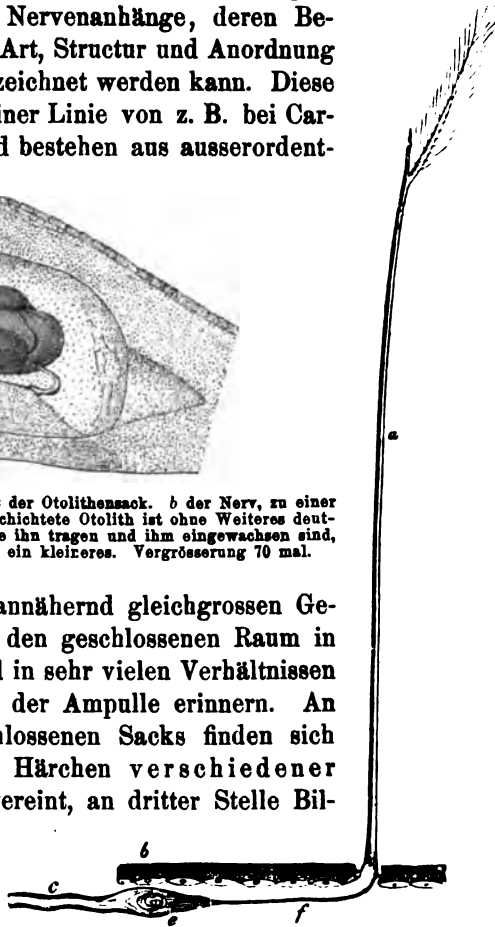 Nervenanhänge, deren Be-
Art, Structur und Anordnung
zeichnet werden kann. Diese
iner Linie von z. B. bei Car-
d bestehen aus ausserordent-
der Otolithensack. b der Nerv, zu einer
chichtete Otolith ist ohne Weiteres deut-
e ihn tragen und ihm eingewachsen sind,
ein kleineres. Vergrösserung 70 mal.
annähernd gleichgrossen Ge-
den geschlossenen Raum in
d in sehr vielen Verhältnissen
der Ampulle erinnern. An
hlossenen Sacks finden sich
Härchen verschiedener
ereint, an dritter Stelle Bil-
a
b
c
e
f